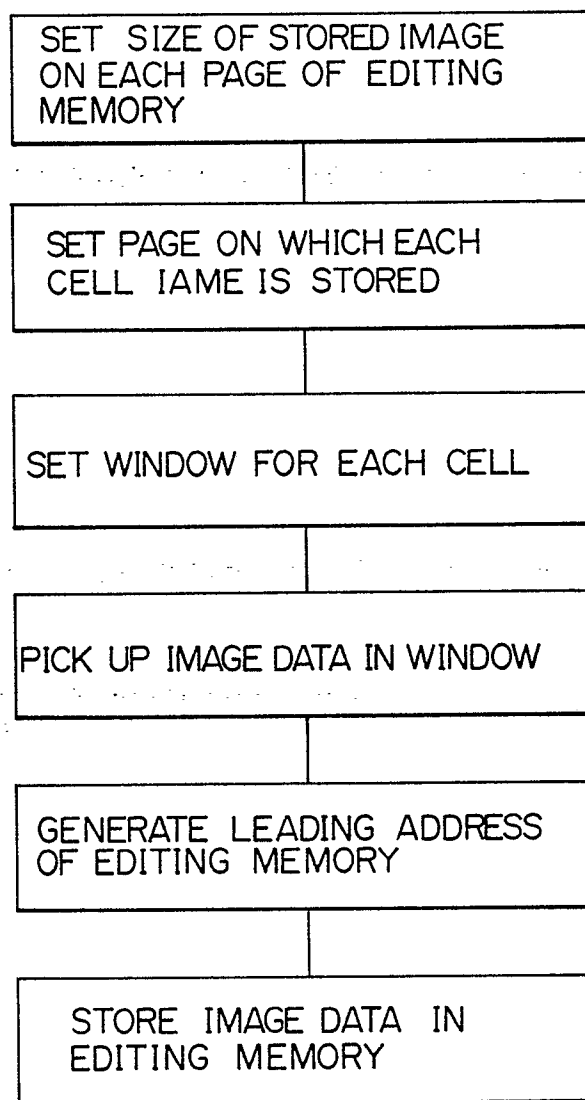 SET SIZE OF STORED IMAGE
ON EACH PAGE OF EDITING
MEMORY
SET PAGE ON WHICH EACH
CELL IAME IS STORED
SET WINDOW FOR EACH CELL
PICK UP IMAGE DATA IN WINDOW
GENERATE LEADING ADDRESS
OF EDITING MEMORY
STORE IMAGE DATA IN
EDITING MEMORY